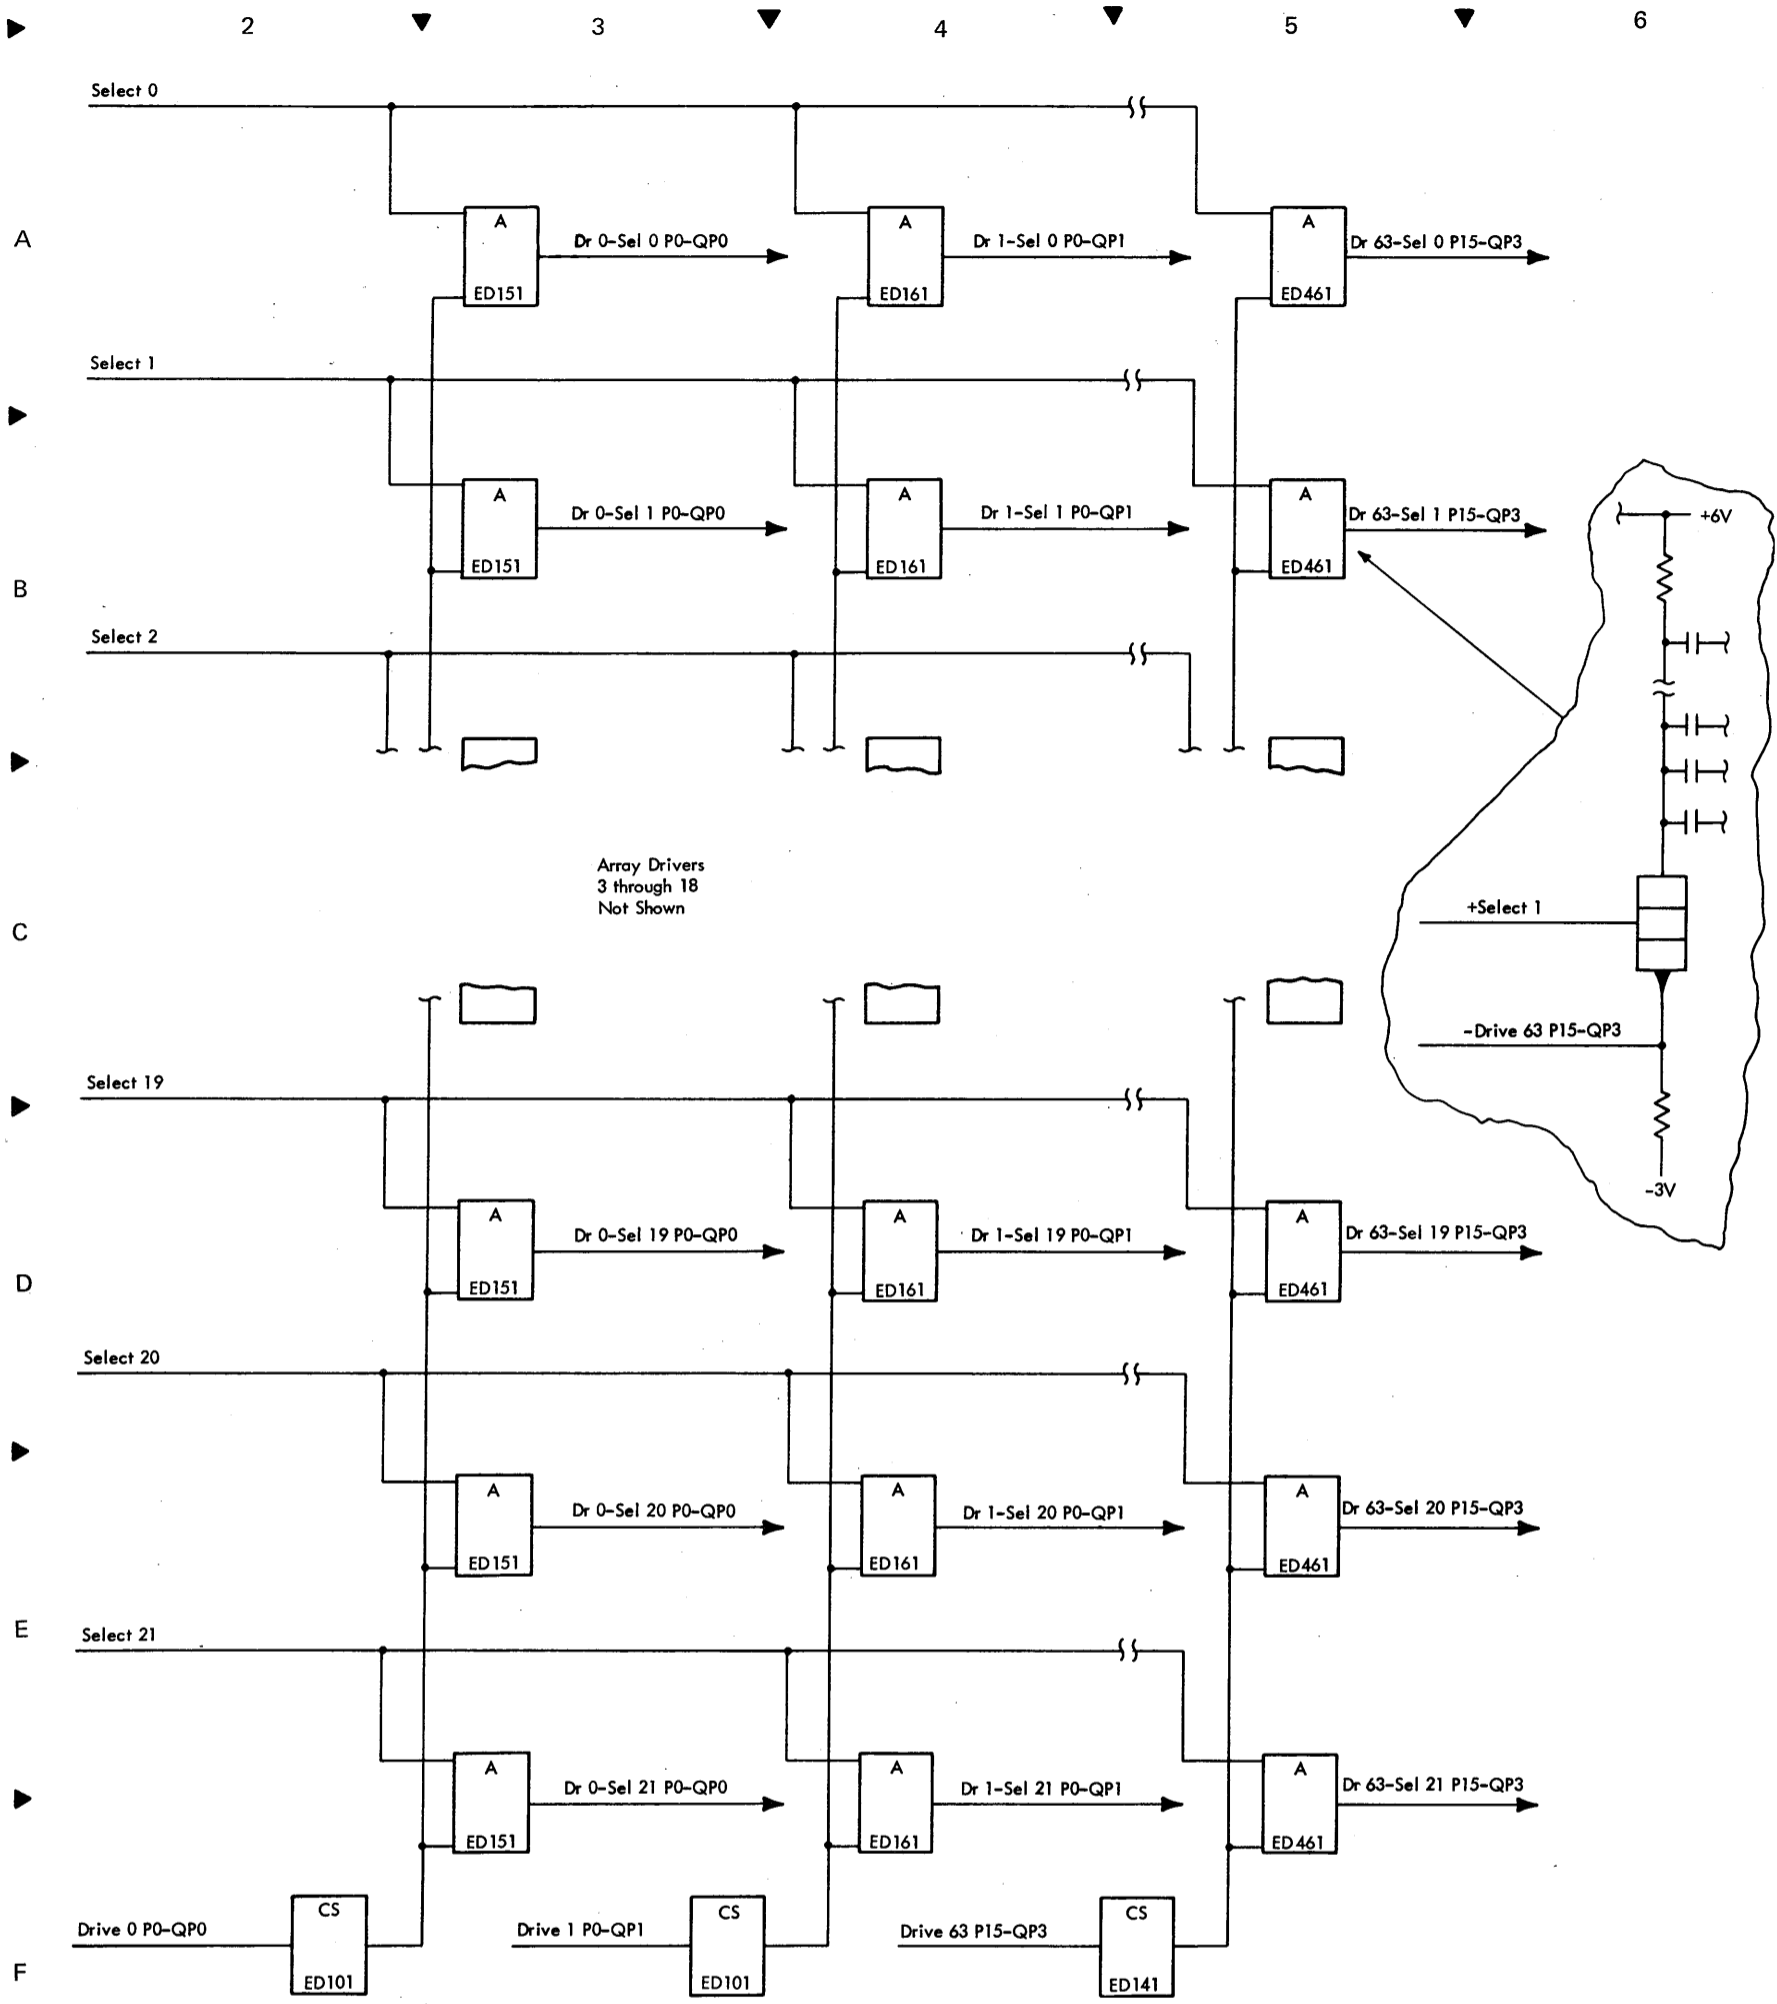 2 3 4 5 6
Select 0
A A A
A
Dr 0-Sel 0 P0-QP0
Dr 1-Sel 0 P0-QP1
Dr 63-Sel 0 P15-QP3
ED151 ED161 ED461
Select 1
A A A
Dr 0-Sel 1 P0-QP0
Dr 1-Sel 1 P0-QP1
Dr 63-Sel 1 P15-QP3
+6V
ED151 ED161 ED461
B
Select 2
Array Drivers
3 through 18
Not Shown
C
+Select 1
-Drive 63 P15-QP3
-3V
Select 19
A A A
Dr 0-Sel 19 P0-QP0
Dr 1-Sel 19 P0-QP1
Dr 63-Sel 19 P15-QP3
D
ED151 ED161 ED461
Select 20
A A A
Dr 0-Sel 20 P0-QP0
Dr 1-Sel 20 P0-QP1
Dr 63-Sel 20 P15-QP3
ED151 ED161 ED461
E
Select 21
A A A
Dr 0-Sel 21 P0-QP0
Dr 1-Sel 21 P0-QP1
Dr 63-Sel 21 P15-QP3
ED151 ED161 ED461
CS CS CS
Drive 0 P0-QP0
Drive 1 P0-QP1
Drive 63 P15-QP3
F
ED101 ED101 ED141